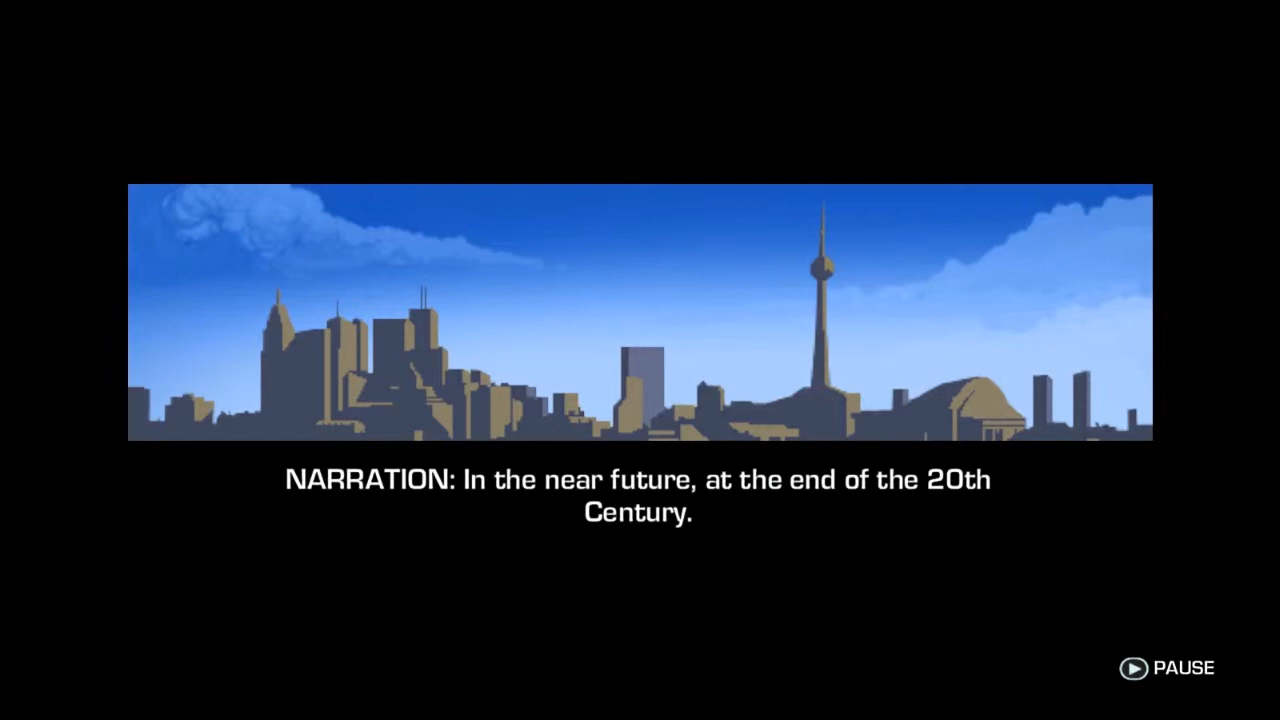 NARRATION: In the near future, at the end of the 20th
Century.
PAUSE